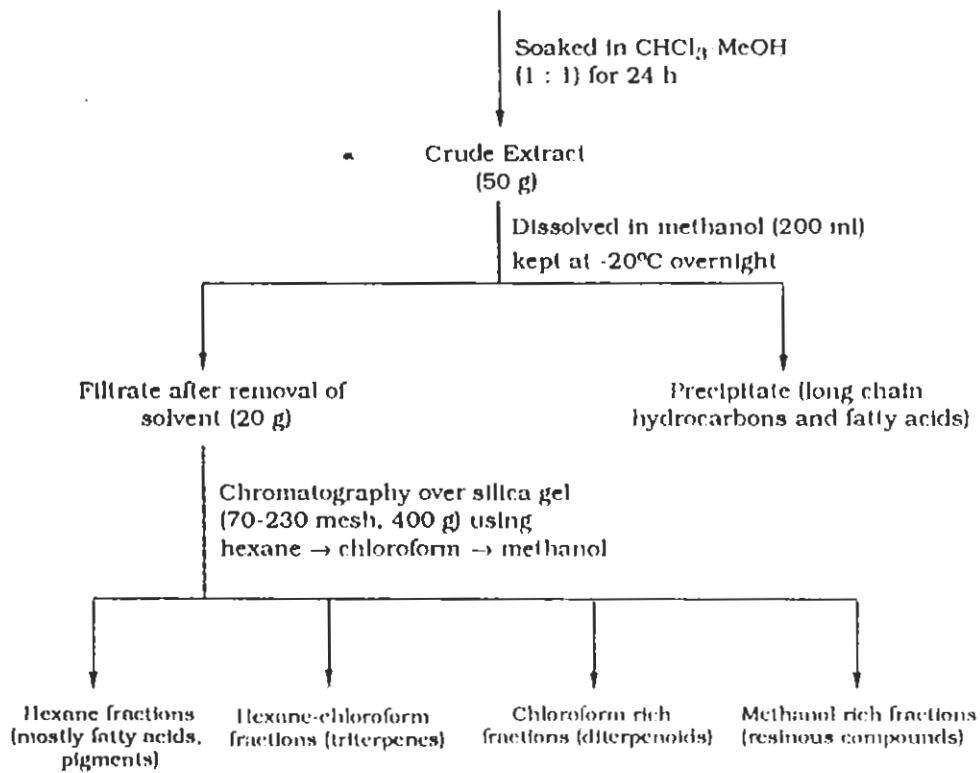 Soaked in CHCl₃ MeOH
(1 : 1) for 24 h
Crude Extract
(50 g)
Dissolved in methanol (200 ml)
kept at -20°C overnight
Filtrate after removal of
solvent (20 g)
Precipitate (long chain
hydrocarbons and fatty acids)
Chromatography over silica gel
(70-230 mesh, 400 g) using
hexane → chloroform → methanol
Hexane fractions
(mostly fatty acids,
pigments)
Hexane-chloroform
fractions (triterpenes)
Chloroform rich
fractions (diterpenoids)
Methanol rich fractions
(resinous compounds)